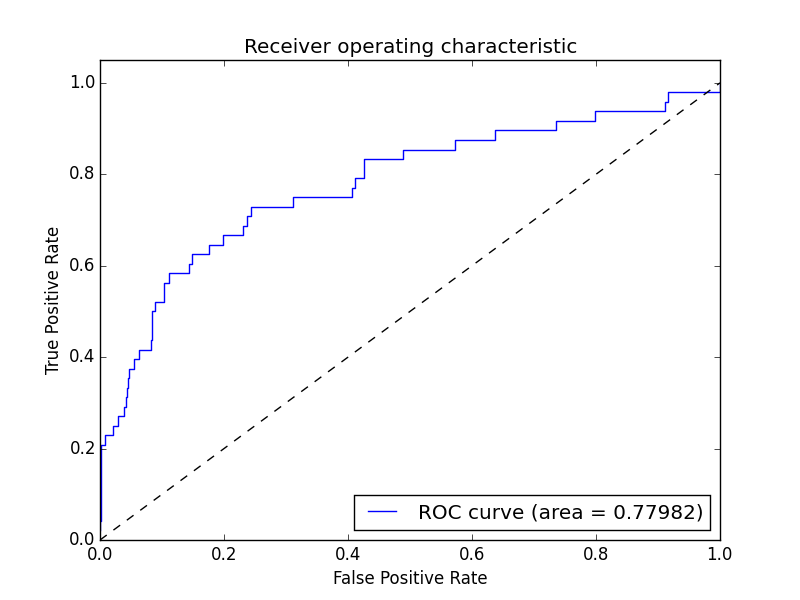 Receiver operating characteristic
1.0
0.8
0.6
0.4
0.2
0.0
True Positive Rate
ROC curve (area = 0.77982)
0.0 0.2 0.4 0.6 0.8 1.0
False Positive Rate